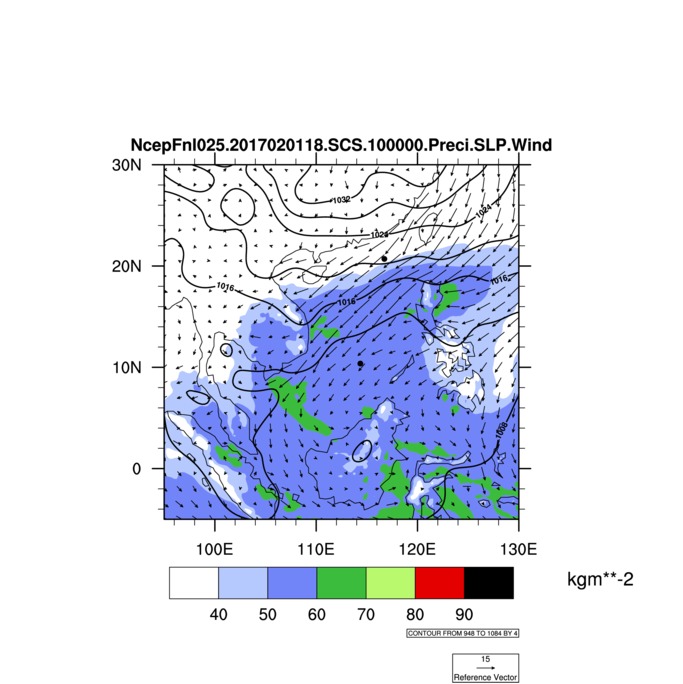 NcepFnl025.2017020118.SCS.100000.Preci.SLP.Wind
30N
1032
1024
1024
20N
1016
1016
1016
10N
1008
0
100E 110E 120E 130E
kgm**-2
40 50 60 70 80 90
CONTOUR FROM 948 TO 1084 BY 4
15
Reference Vector